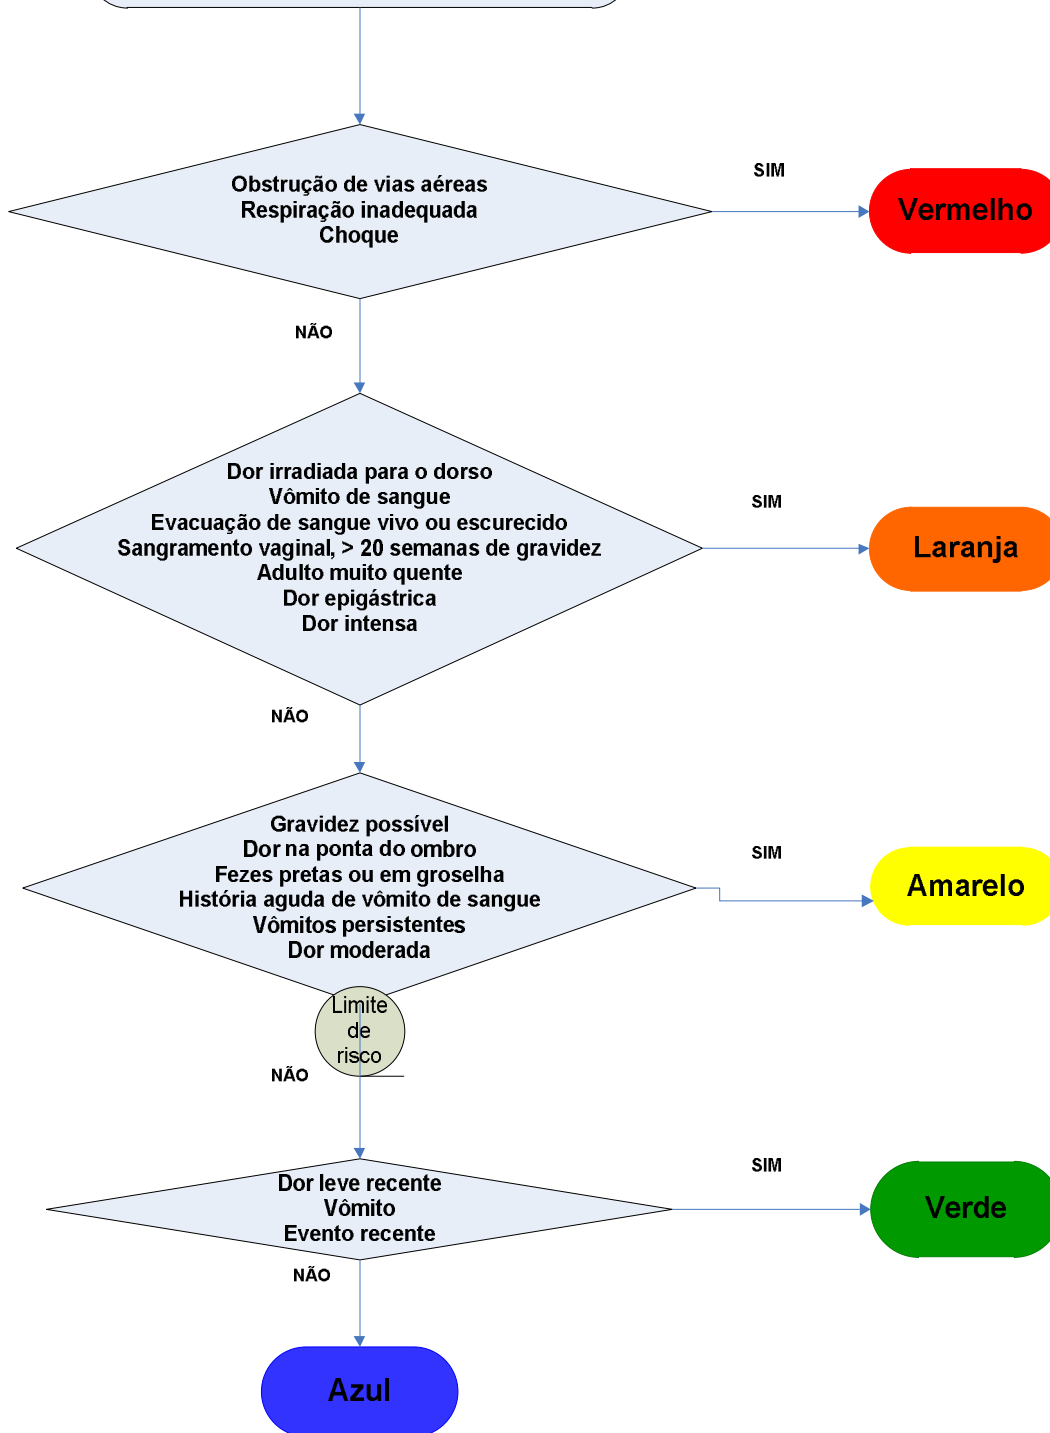 Obstrução de vias aéreas
Respiração inadequada
Choque
SIM
Vermelho
NÃO
Dor irradiada para o dorso
Vômito de sangue
Evacuação de sangue vivo ou escurecido
Sangramento vaginal, > 20 semanas de gravidez
Adulto muito quente
Dor epigástrica
Dor intensa
SIM
Laranja
NÃO
Gravidez possível
Dor na ponta do ombro
Fezes pretas ou em groselha
História aguda de vômito de sangue
Vômitos persistentes
Dor moderada
SIM
Amarelo
Limite
de
risco
NÃO
Dor leve recente
Vômito
Evento recente
SIM
Verde
NÃO
Azul